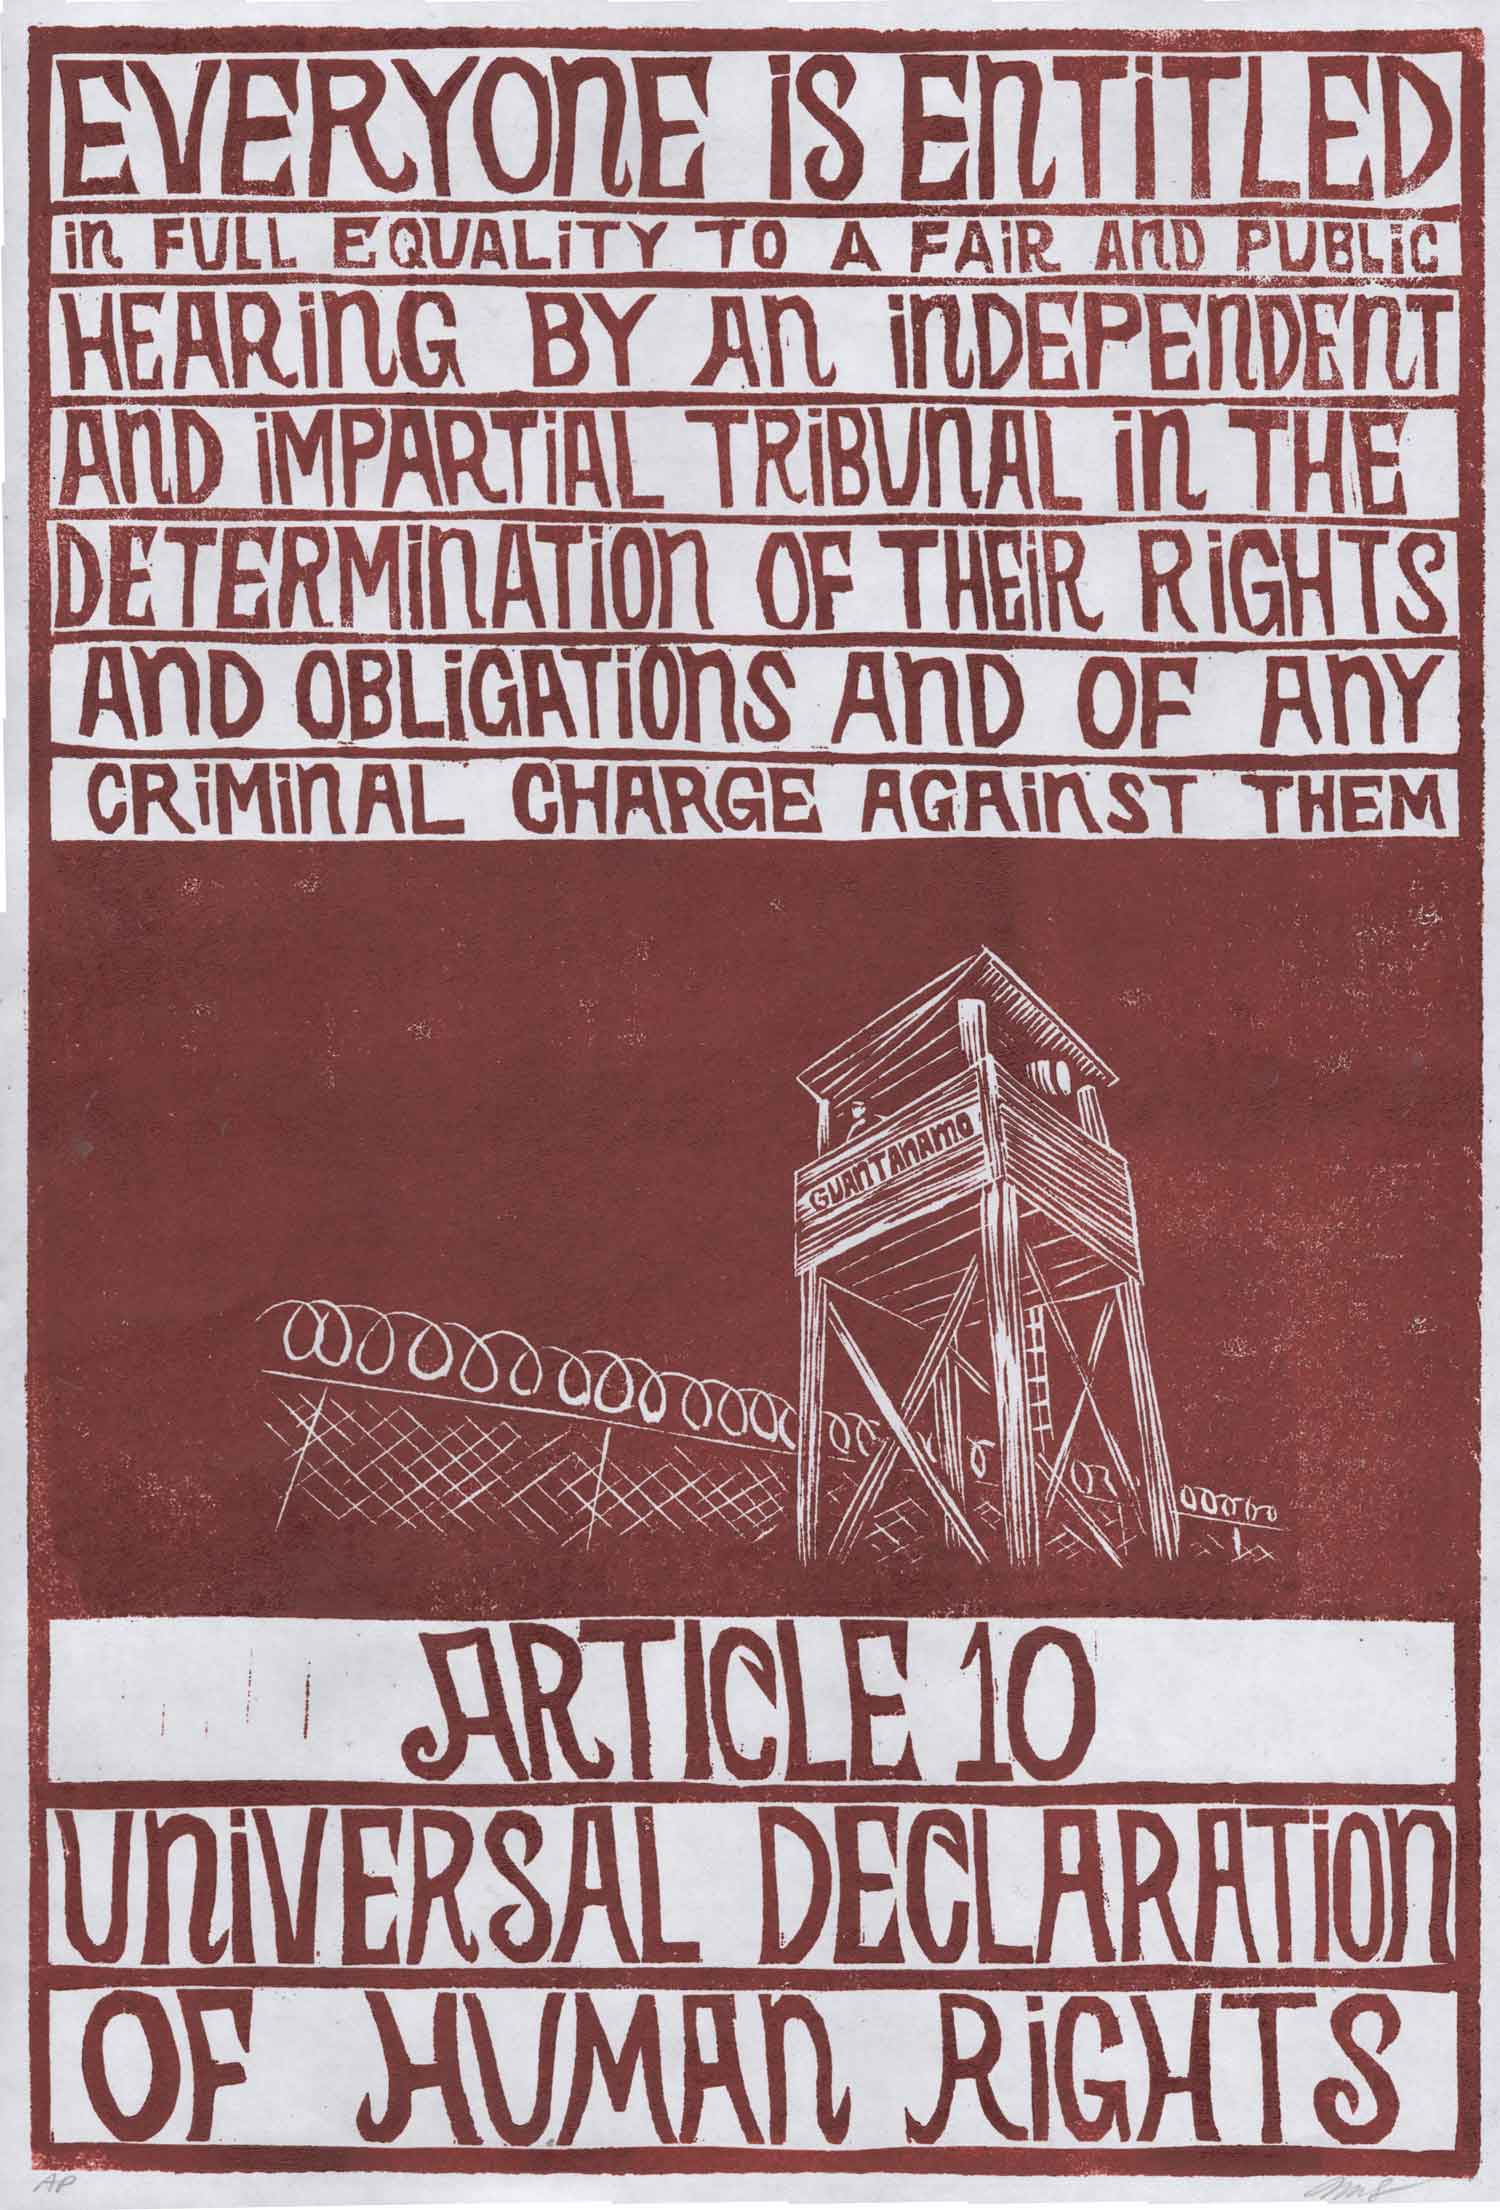 EVERYONE iS EnTiTLED
in FULL EQUALiTY TO A FAiR AnD PUBLiC
HEARinG BY An inDEPEnDEnT
AnD iMPARTiAL TRiBUnAL in THE
DETERMinATiOn OF THEiR RiGHTS
AnD OBLiGATiOnS AnD OF AnY
CRiMinAL CHARGE AGAinST THEM
GUAnTAnAMO
ARTICLE 10
UniVERSAL DECLARATiOn
OF HUMAn RiGHTS
AP